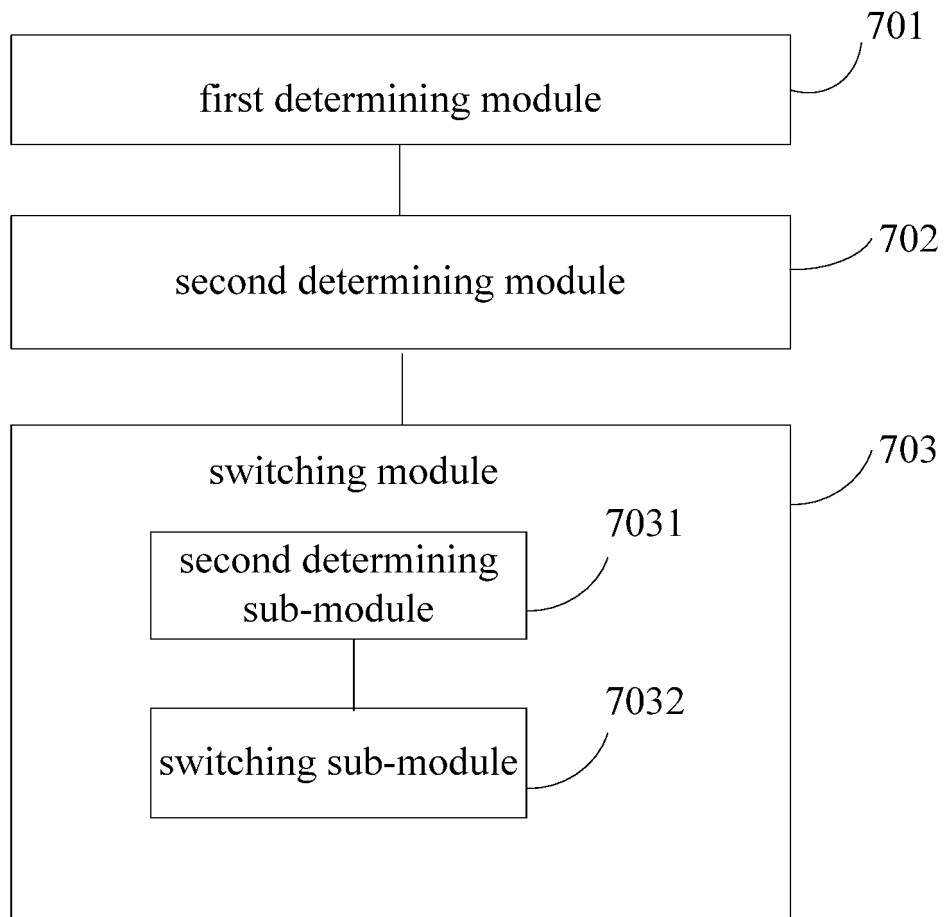 701
first determining module
702
second determining module
703
switching module
7031
second determining
sub-module
7032
switching sub-module